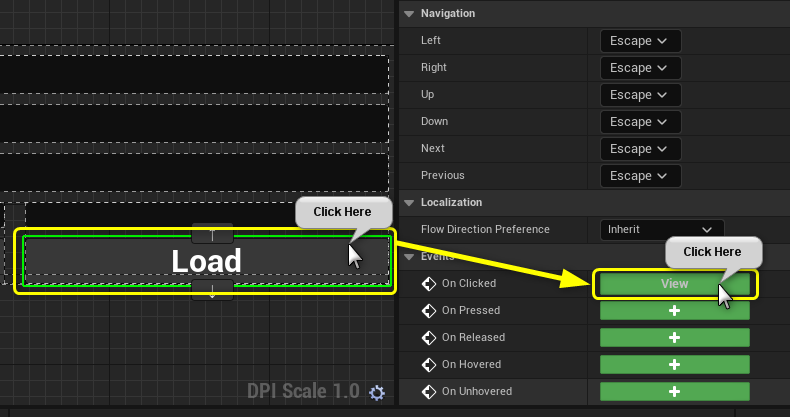 Navigation
Left Escape
Right Escape
Up Escape
Down Escape
Next Escape
Previous Escape
Localization
Flow Direction Preference Inherit
Events
On Clicked View
On Pressed
On Released
On Hovered
On Unhovered
Click Here
Load
Click Here
DPI Scale 1.0